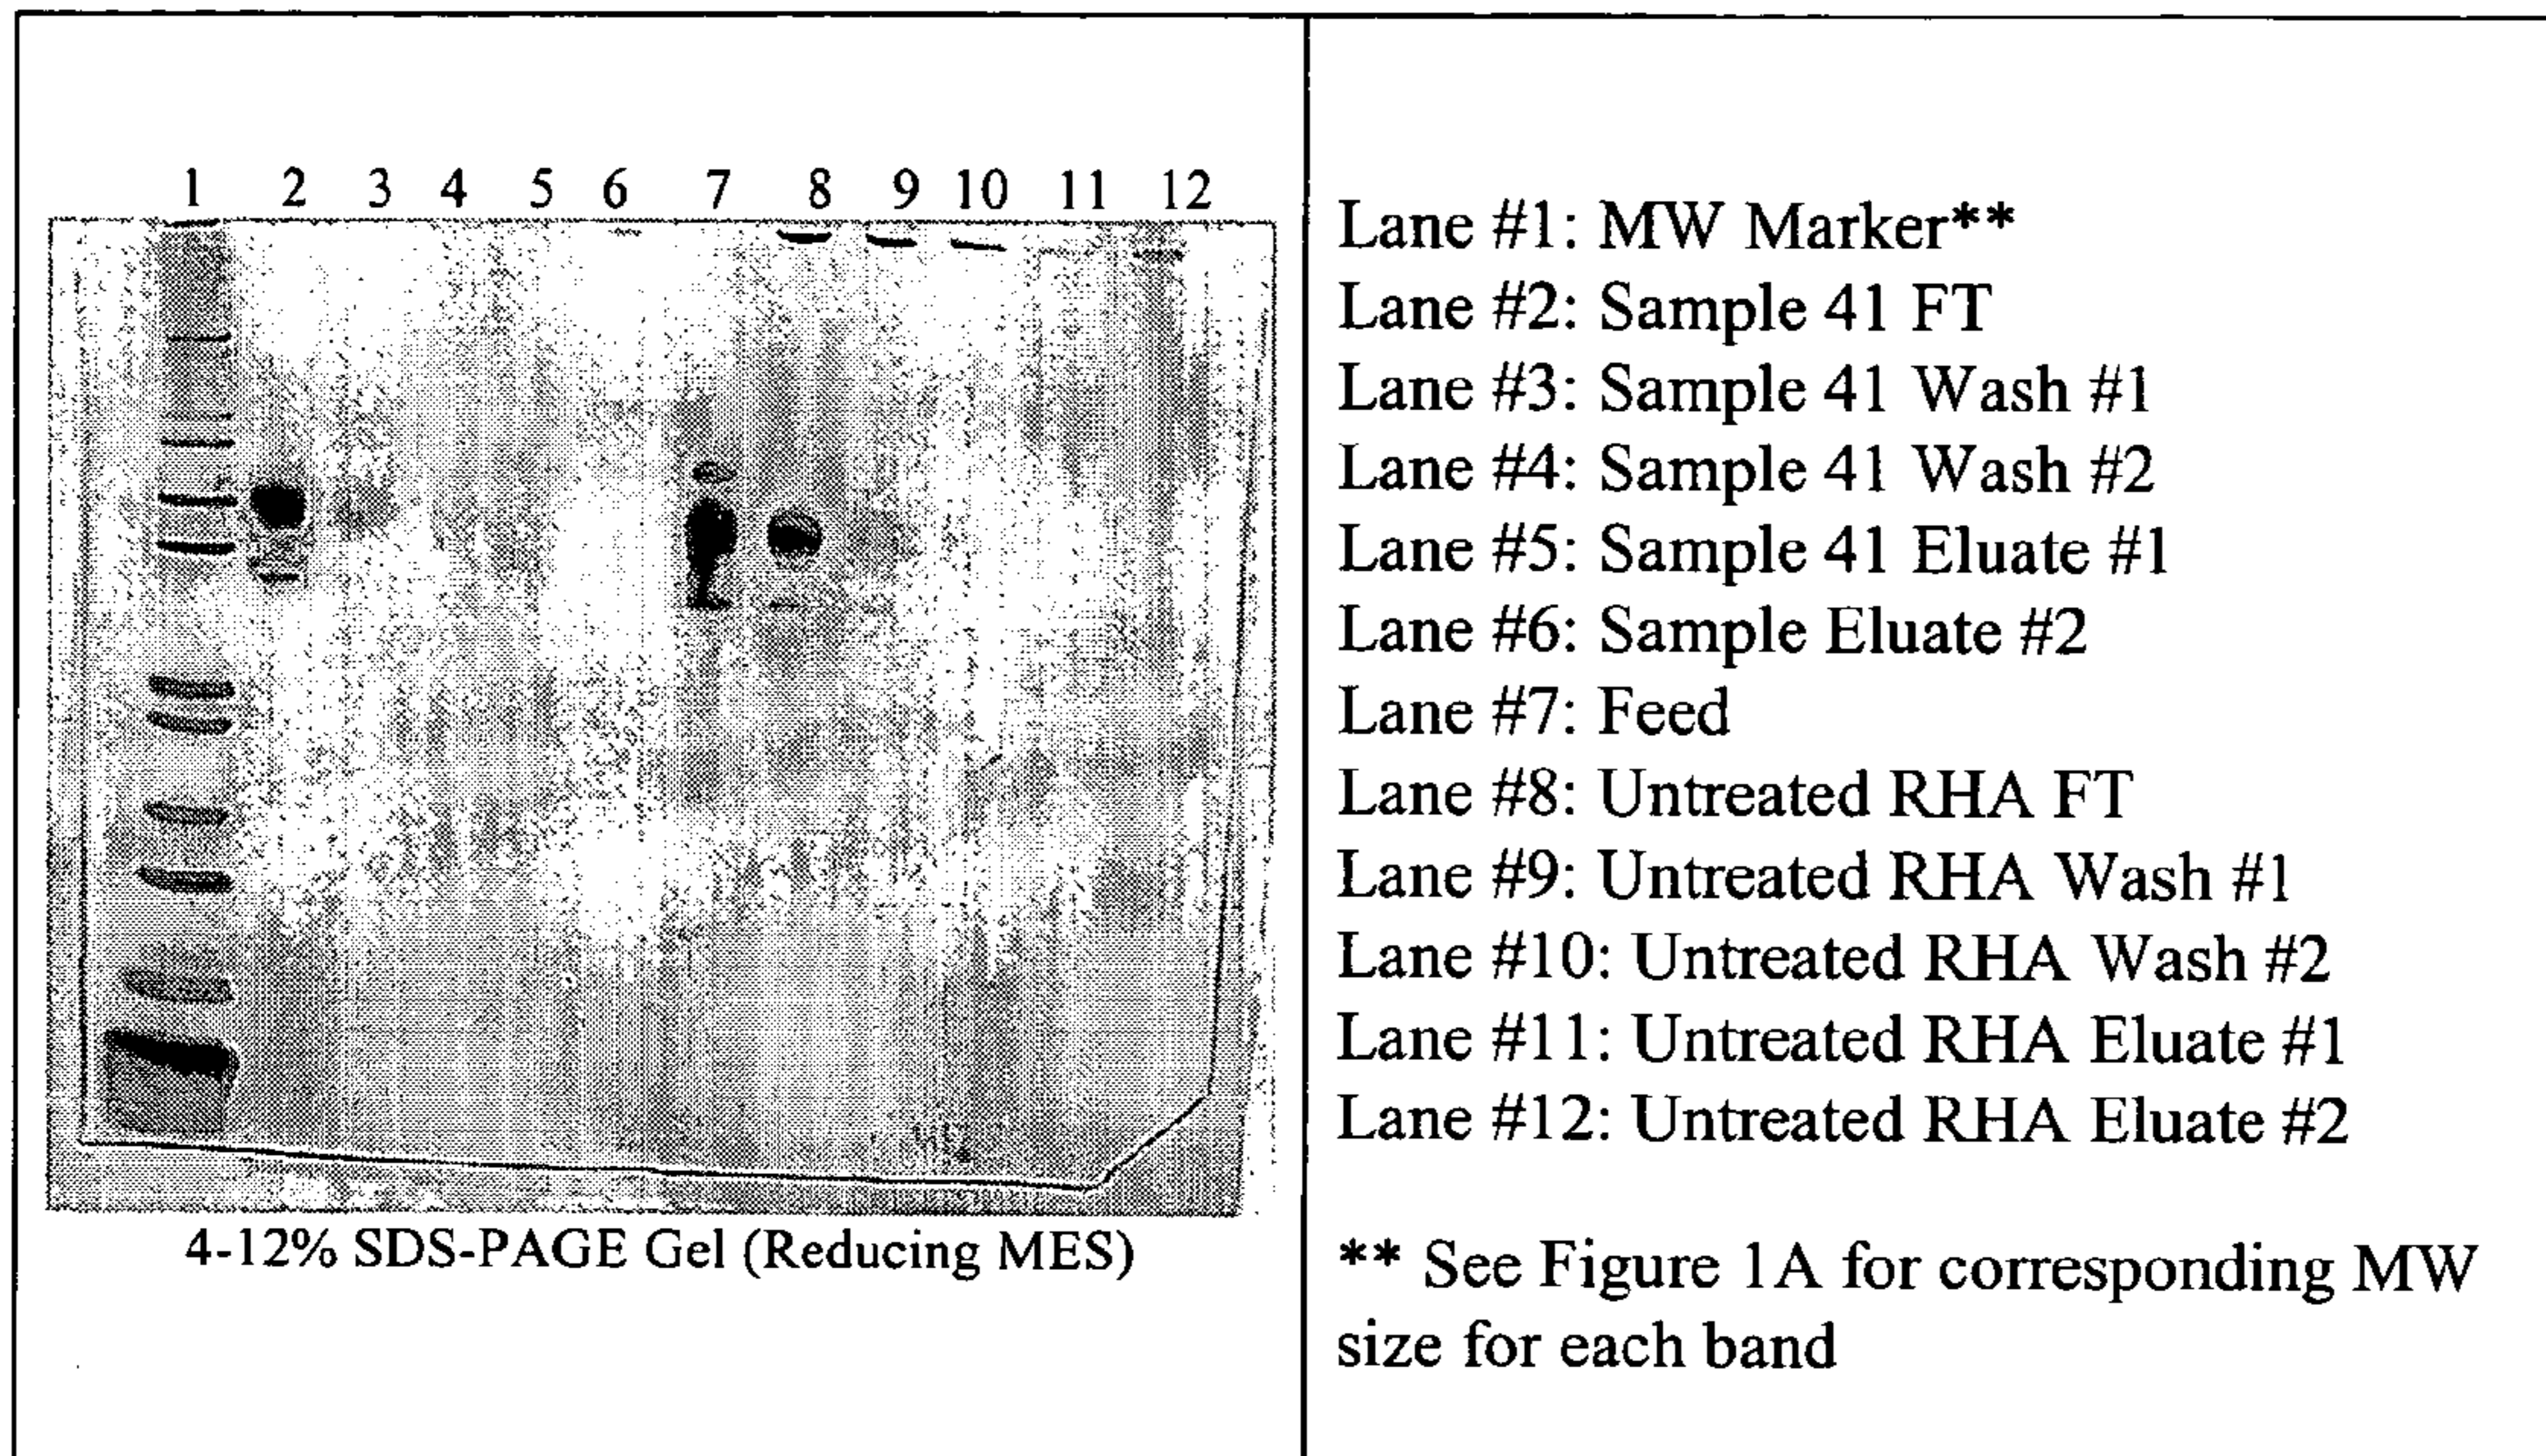 1 2 3 4 5 6 7 8 9 10 11 12
4-12% SDS-PAGE Gel (Reducing MES)
Lane #1: MW Marker**
Lane #2: Sample 41 FT
Lane #3: Sample 41 Wash #1
Lane #4: Sample 41 Wash #2
Lane #5: Sample 41 Eluate #1
Lane #6: Sample Eluate #2
Lane #7: Feed
Lane #8: Untreated RHA FT
Lane #9: Untreated RHA Wash #1
Lane #10: Untreated RHA Wash #2
Lane #11: Untreated RHA Eluate #1
Lane #12: Untreated RHA Eluate #2
** See Figure 1A for corresponding MW
size for each band